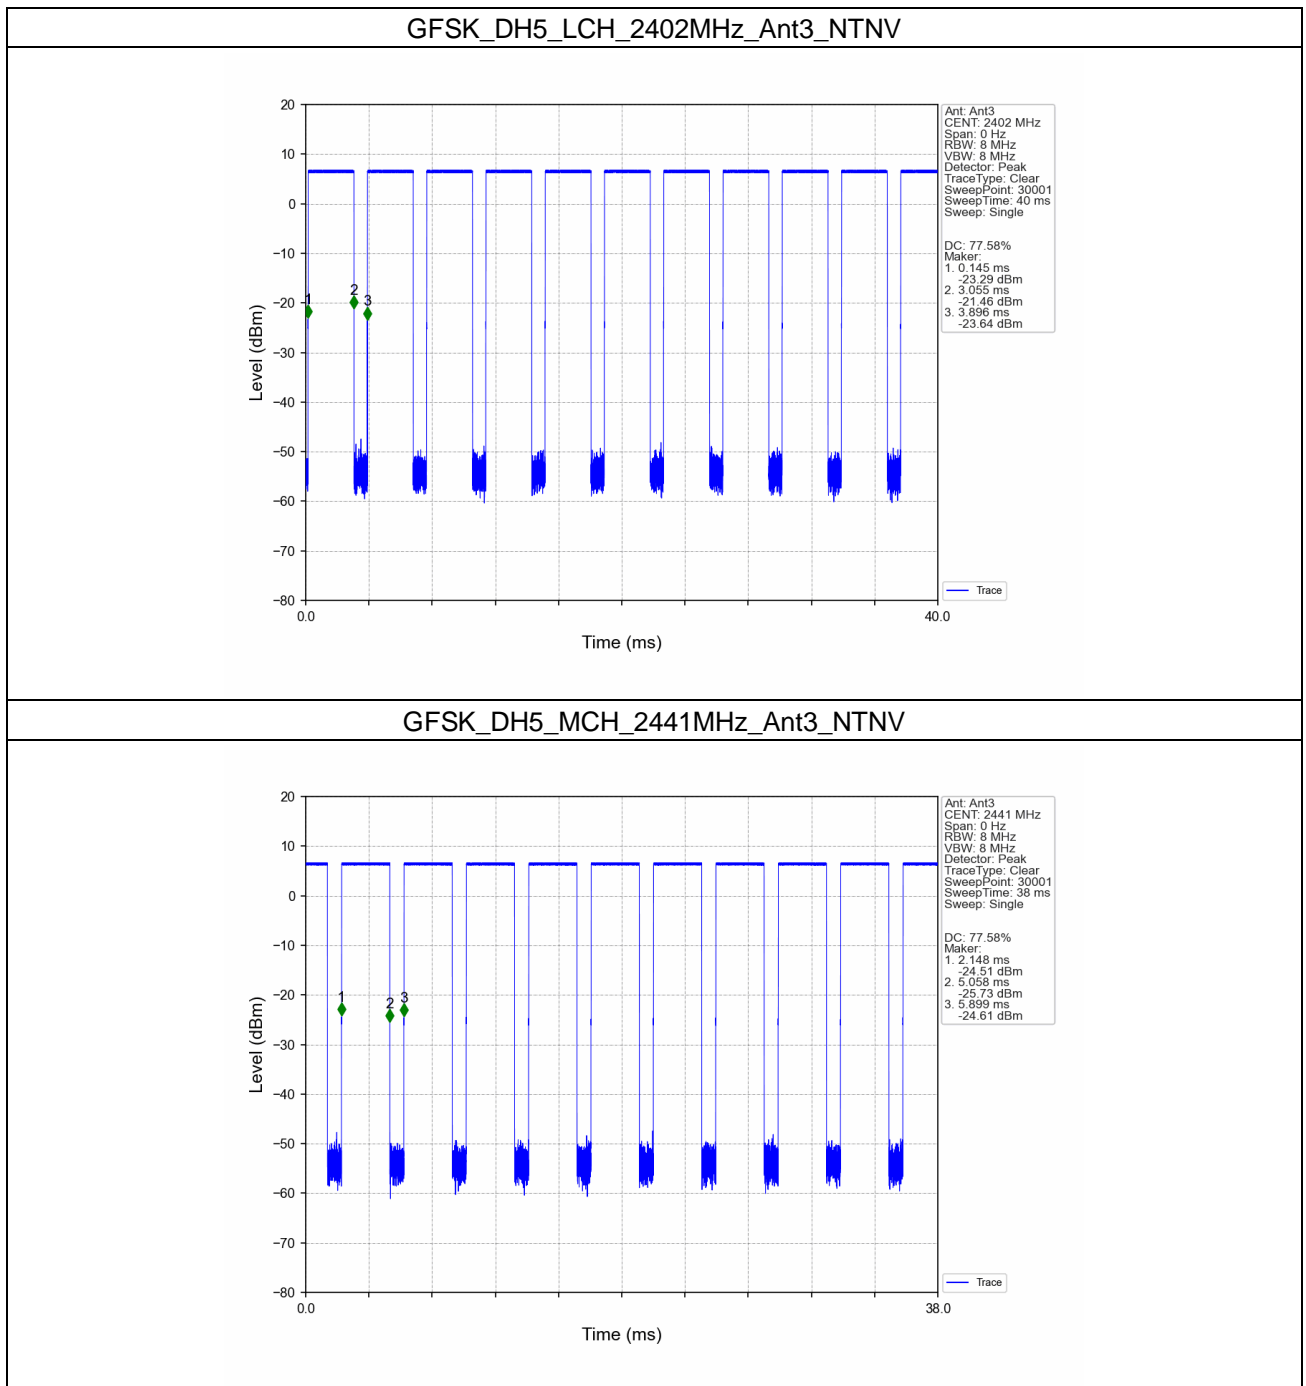 GFSK_DH5_LCH_2402MHz_Ant3_NTNV
20
10
0
−10
−20
−30
−40
−50
−60
−70
−80
Level (dBm)
0.0
40.0
Time (ms)
1
2
3
Ant: Ant3
CENT: 2402 MHz
Span: 0 Hz
RBW: 8 MHz
VBW: 8 MHz
Detector: Peak
TraceType: Clear
SweepPoint: 30001
SweepTime: 40 ms
Sweep: Single
DC: 77.58%
Maker:
1. 0.145 ms
-23.29 dBm
2. 3.055 ms
-21.46 dBm
3. 3.896 ms
-23.64 dBm
Trace
GFSK_DH5_MCH_2441MHz_Ant3_NTNV
20
10
0
−10
−20
−30
−40
−50
−60
−70
−80
Level (dBm)
0.0
38.0
Time (ms)
1
2
3
Ant: Ant3
CENT: 2441 MHz
Span: 0 Hz
RBW: 8 MHz
VBW: 8 MHz
Detector: Peak
TraceType: Clear
SweepPoint: 30001
SweepTime: 38 ms
Sweep: Single
DC: 77.58%
Maker:
1. 2.148 ms
-24.51 dBm
2. 5.058 ms
-25.73 dBm
3. 5.899 ms
-24.61 dBm
Trace